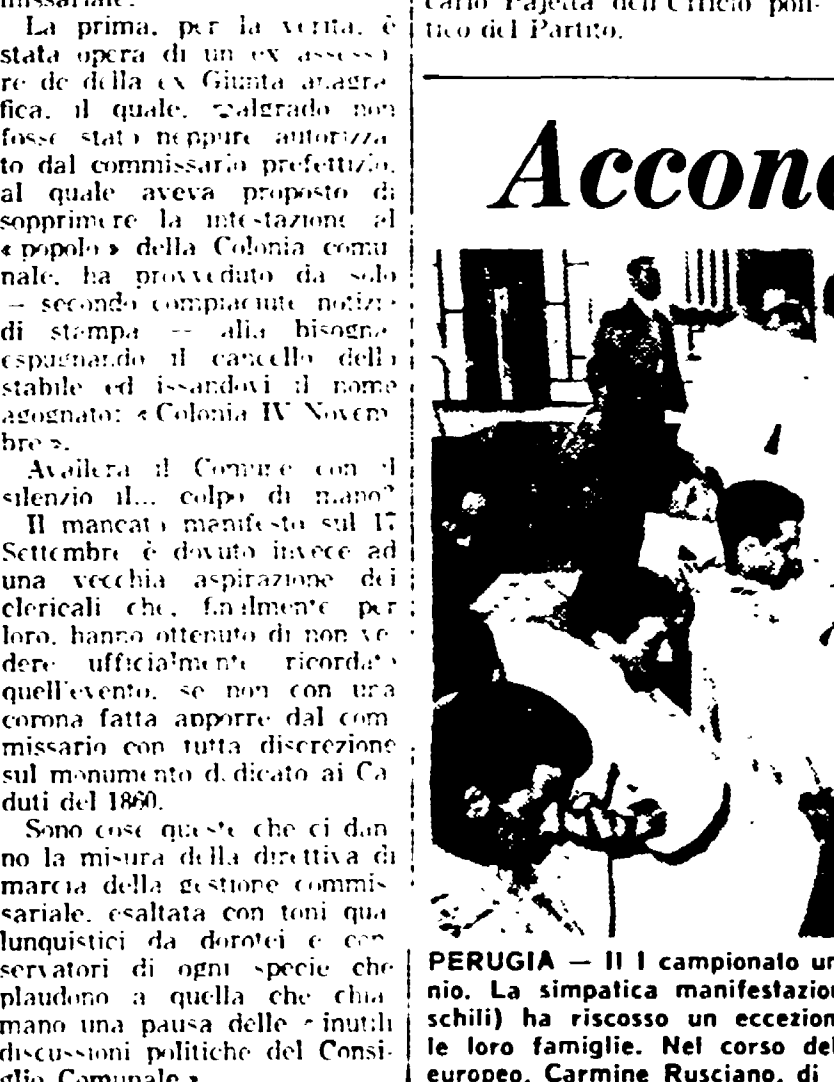 missariale.
La prima, per la verita, è
stata opera di un ex assesso
re dc della ex Giunta anagra
fica, il quale, malgrado non
fosse stato neppure autorizza
to dal commissario prefettizio,
al quale aveva proposto di
sopprimere la intestazione al
« popolo » della Colonia comu
nale, ha provveduto da solo
— secondo compiaciute notizie
di stampa — alla bisogna
espugnando il cancello dello
stabile ed issandovi il nome
agognato: « Colonia IV Novem
bre ».
Avallerà il Comune con il
silenzio il... colpo di mano?
Il mancato manifesto sul 17
Settembre è dovuto invece ad
una vecchia aspirazione dei
clericali che, finalmente per
loro, hanno ottenuto di non ve
dere ufficialmente ricordato
quell'evento, se non con una
corona fatta apporre dal com
missario con tutta discrezione
sul monumento dedicato ai Ca
duti del 1860.
Sono cose queste che ci dan
no la misura della direttiva di
marcia della gestione commis
sariale, esaltata con toni qua
lunquistici da dorotei e con
servatori di ogni specie che
plaudono a quella che chia
mano una pausa delle « inutili
discussioni politiche del Consi-
glio Comunale »
carlo Pajetta dell'Ufficio poli-
tico del Partito.
Accon
PERUGIA — Il I campionato un
nio. La simpatica manifestazion
schili) ha riscosso un eccezion
le loro famiglie. Nel corso del
europeo, Carmine Rusciano, di